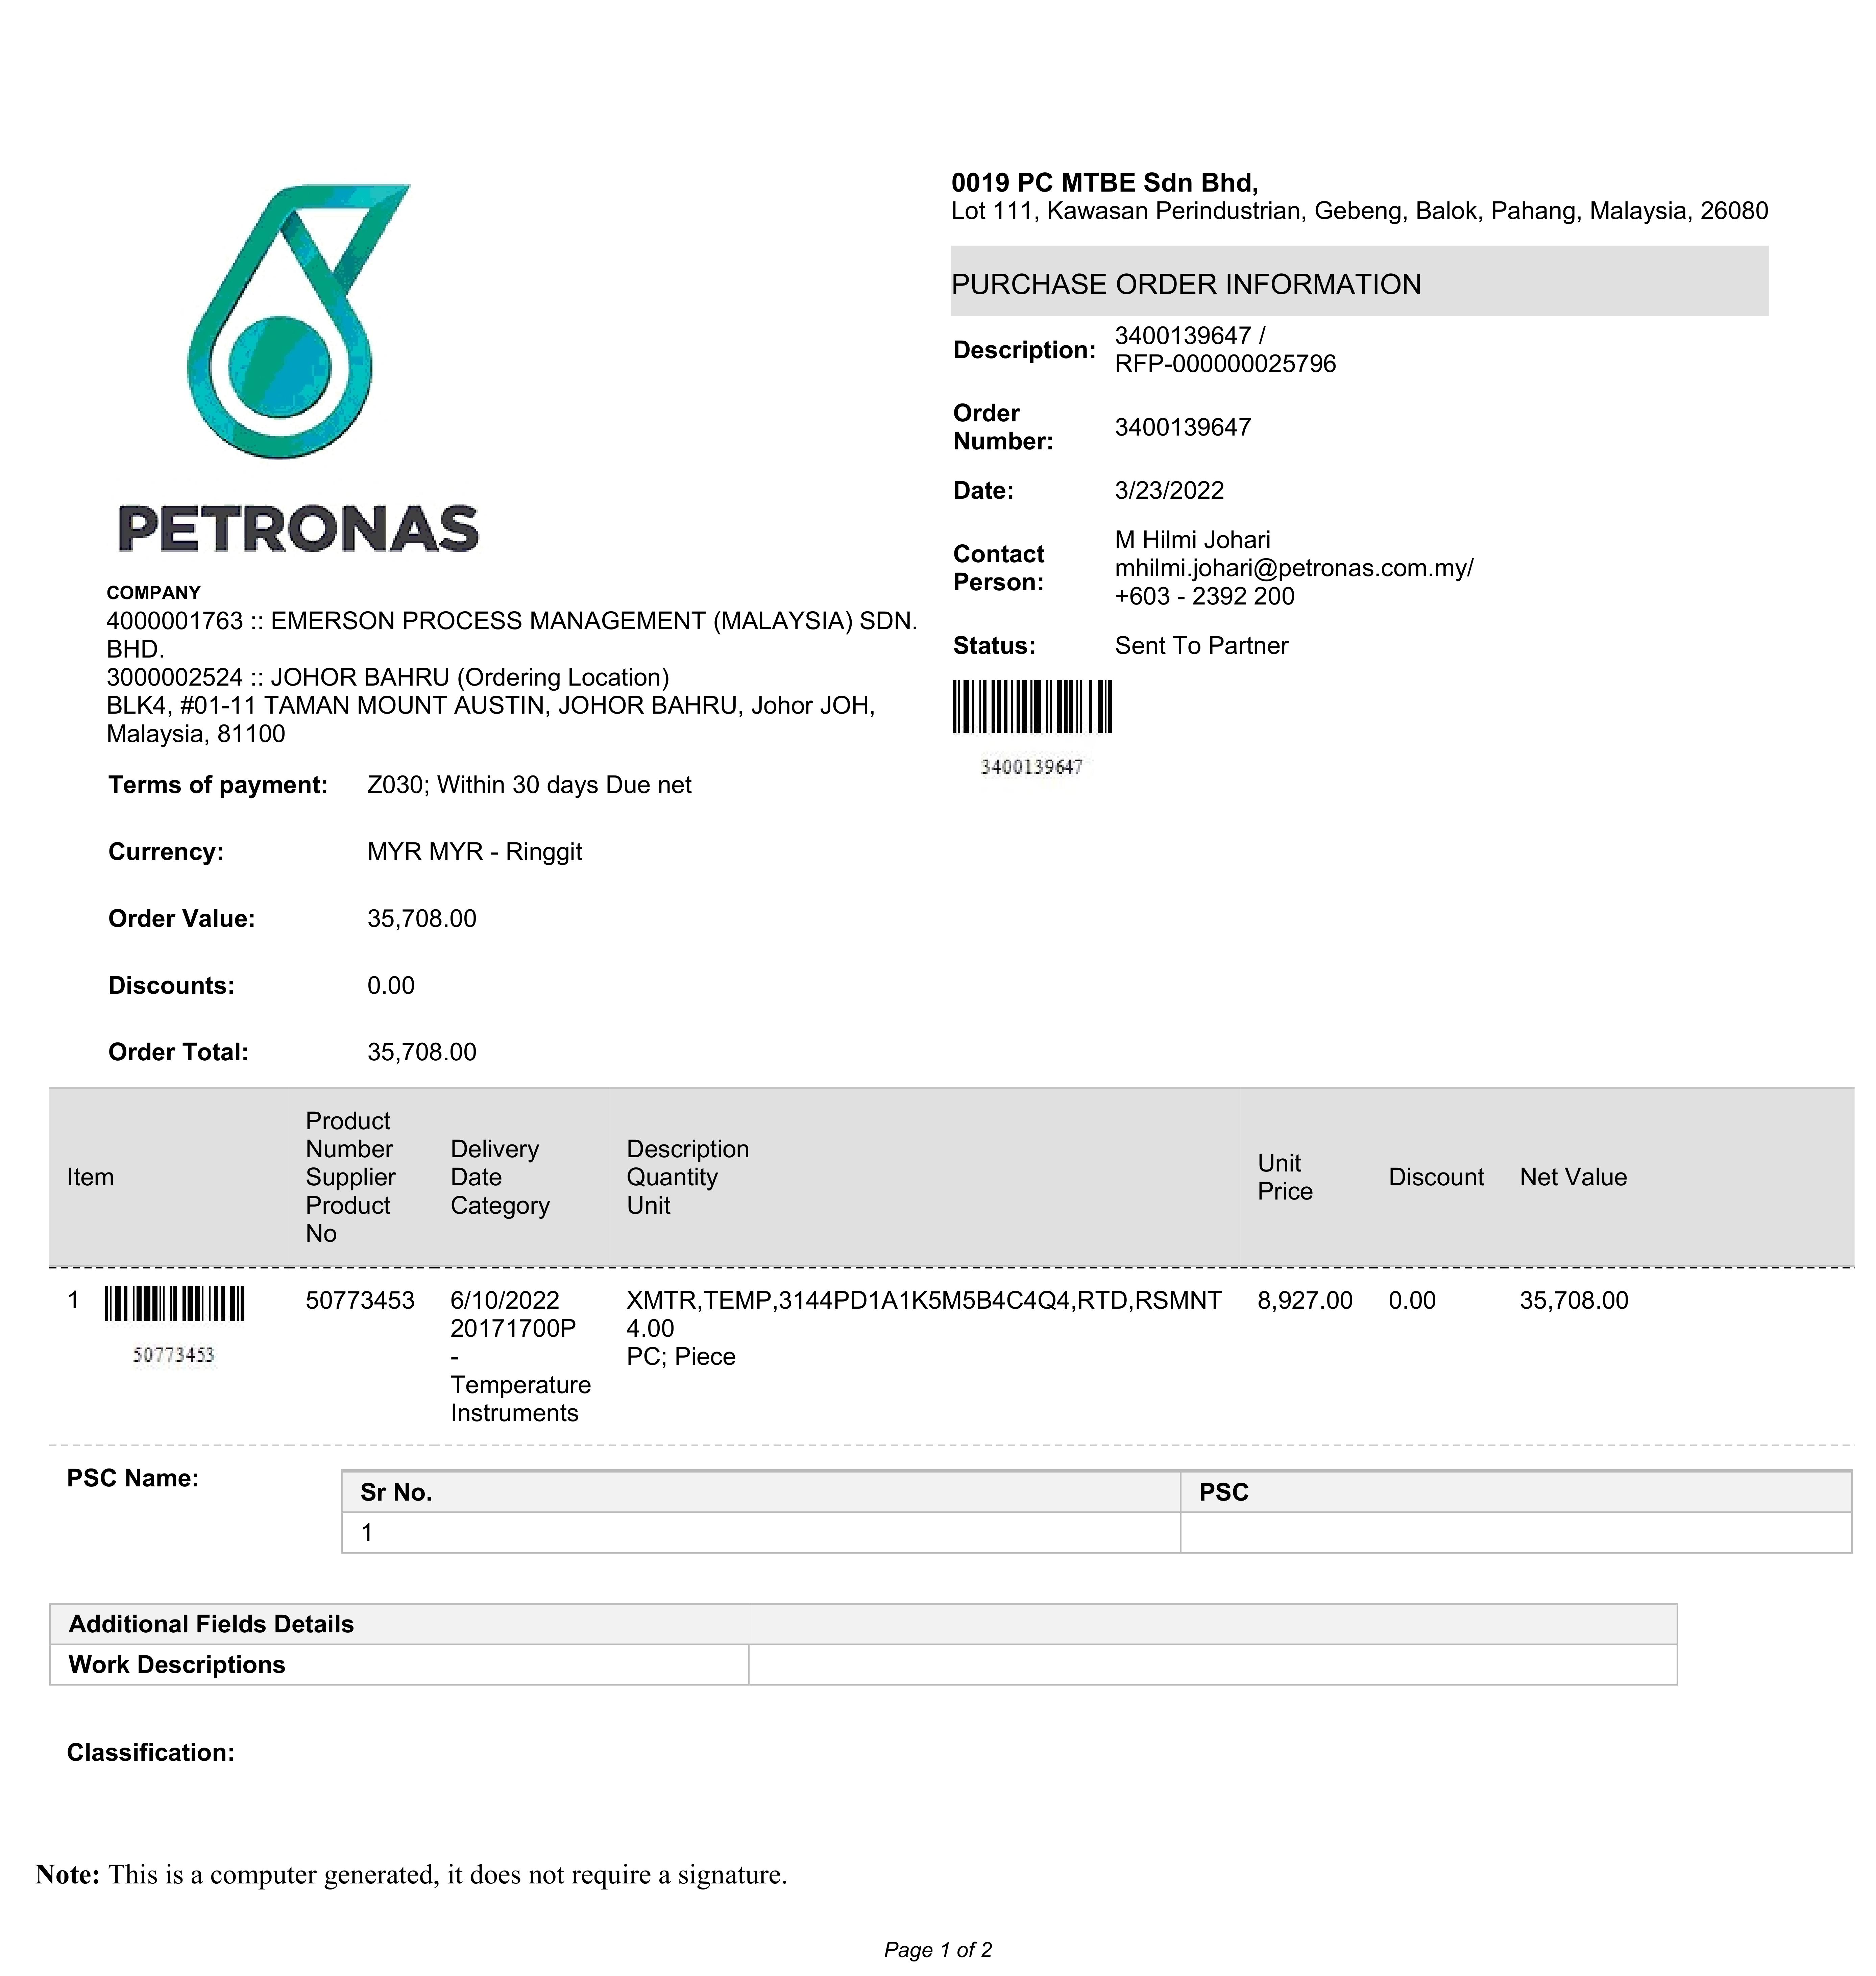 PETRONAS
COMPANY
4000001763 :: EMERSON PROCESS MANAGEMENT (MALAYSIA) SDN.
BHD.
3000002524 :: JOHOR BAHRU (Ordering Location)
BLK4, #01-11 TAMAN MOUNT AUSTIN, JOHOR BAHRU, Johor JOH,
Malaysia, 81100
Terms of payment: Z030; Within 30 days Due net
Currency: MYR MYR - Ringgit
Order Value: 35,708.00
Discounts: 0.00
Order Total: 35,708.00
0019 PC MTBE Sdn Bhd,
Lot 111, Kawasan Perindustrian, Gebeng, Balok, Pahang, Malaysia, 26080
PURCHASE ORDER INFORMATION
Description: 3400139647 /
RFP-000000025796
Order
Number: 3400139647
Date: 3/23/2022
Contact
Person: M Hilmi Johari
mhilmi.johari@petronas.com.my/
+603 - 2392 200
Status: Sent To Partner
3400139647
Item
Product
Number
Supplier
Product
No
Delivery
Date
Category
Description
Quantity
Unit
Unit
Price
Discount
Net Value
1
50773453
50773453
6/10/2022
20171700P
-
Temperature
Instruments
XMTR,TEMP,3144PD1A1K5M5B4C4Q4,RTD,RSMNT
4.00
PC; Piece
8,927.00
0.00
35,708.00
PSC Name:
Sr No. PSC
1
Additional Fields Details
Work Descriptions
Classification:
Note: This is a computer generated, it does not require a signature.
Page 1 of 2